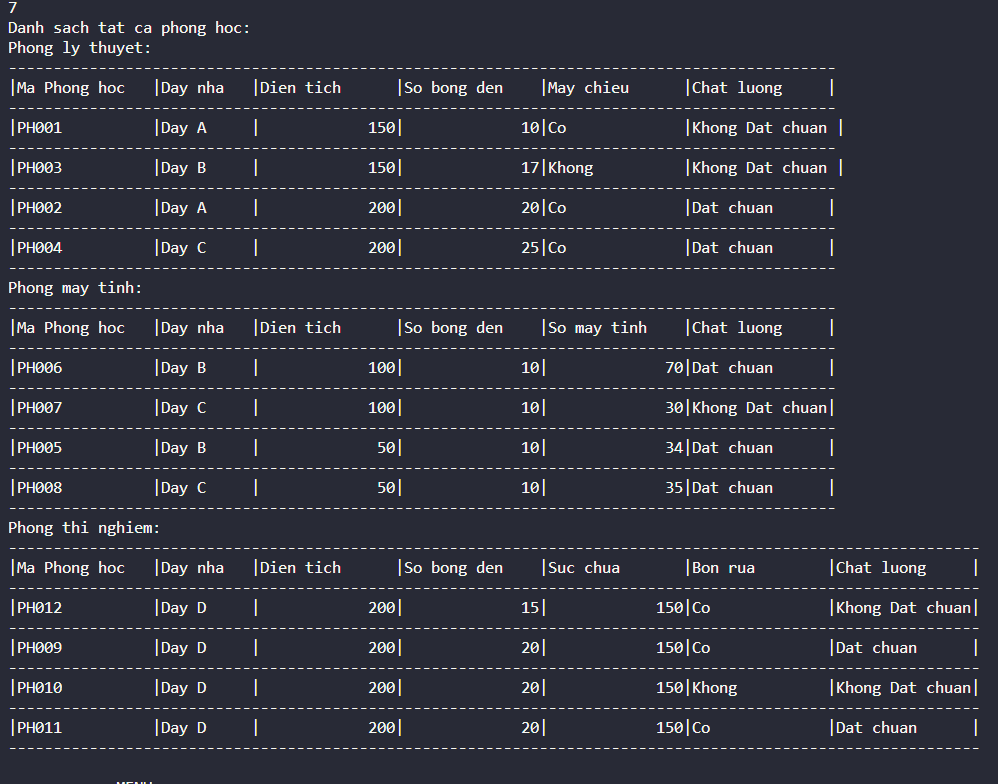 7
Danh sach tat ca phong hoc:
Phong ly thuyet:
--------------------------------------------------------------------------------------------
|Ma Phong hoc   |Day nha   |Dien tich      |So bong den    |May chieu      |Chat luong     |
--------------------------------------------------------------------------------------------
|PH001          |Day A     |            150|             10|Co             |Khong Dat chuan |
--------------------------------------------------------------------------------------------
|PH003          |Day B     |            150|             17|Khong          |Khong Dat chuan |
--------------------------------------------------------------------------------------------
|PH002          |Day A     |            200|             20|Co             |Dat chuan      |
--------------------------------------------------------------------------------------------
|PH004          |Day C     |            200|             25|Co             |Dat chuan      |
--------------------------------------------------------------------------------------------
Phong may tinh:
--------------------------------------------------------------------------------------------
|Ma Phong hoc   |Day nha   |Dien tich      |So bong den    |So may tinh    |Chat luong     |
--------------------------------------------------------------------------------------------
|PH006          |Day B     |            100|             10|             70|Dat chuan      |
--------------------------------------------------------------------------------------------
|PH007          |Day C     |            100|             10|             30|Khong Dat chuan|
--------------------------------------------------------------------------------------------
|PH005          |Day B     |             50|             10|             34|Dat chuan      |
--------------------------------------------------------------------------------------------
|PH008          |Day C     |             50|             10|             35|Dat chuan      |
--------------------------------------------------------------------------------------------
Phong thi nghiem:
------------------------------------------------------------------------------------------------------------
|Ma Phong hoc   |Day nha   |Dien tich      |So bong den    |Suc chua       |Bon rua        |Chat luong     |
------------------------------------------------------------------------------------------------------------
|PH012          |Day D     |            200|             15|            150|Co             |Khong Dat chuan|
------------------------------------------------------------------------------------------------------------
|PH009          |Day D     |            200|             20|            150|Co             |Dat chuan      |
------------------------------------------------------------------------------------------------------------
|PH010          |Day D     |            200|             20|            150|Khong          |Khong Dat chuan|
------------------------------------------------------------------------------------------------------------
|PH011          |Day D     |            200|             20|            150|Co             |Dat chuan      |
------------------------------------------------------------------------------------------------------------